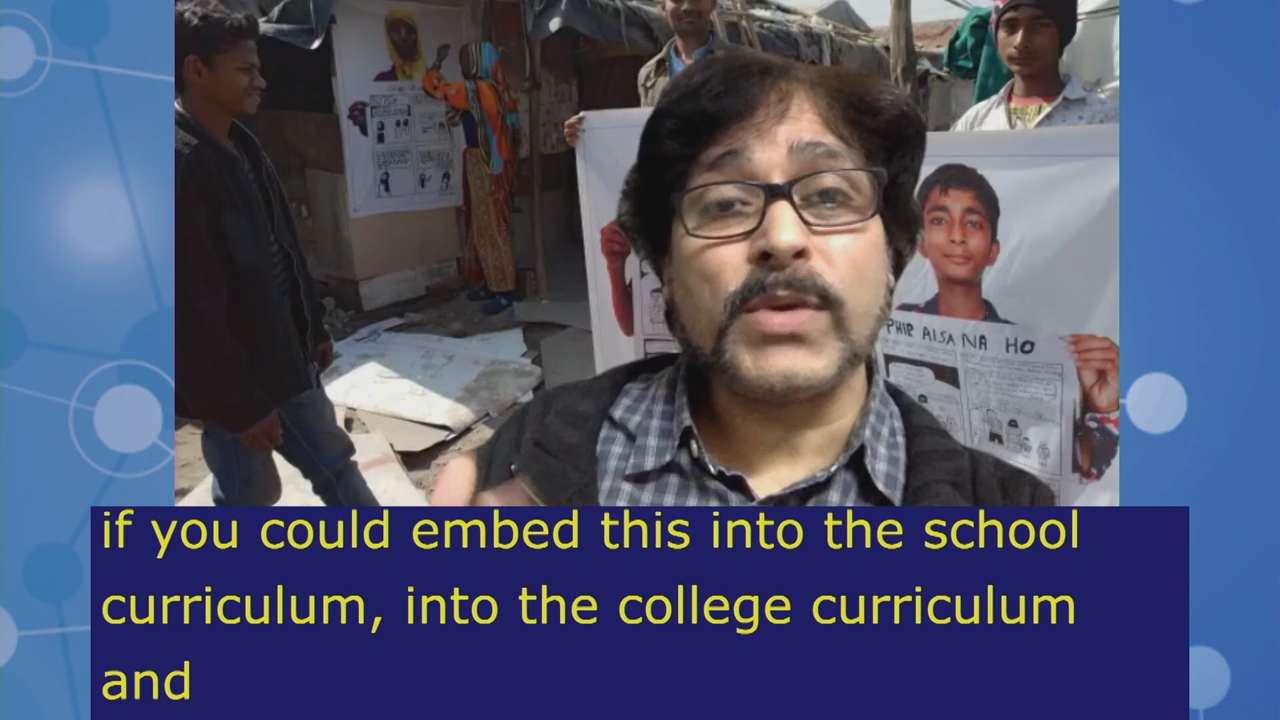 PHIR AISA NA HO
if you could embed this into the school
curriculum, into the college curriculum
and